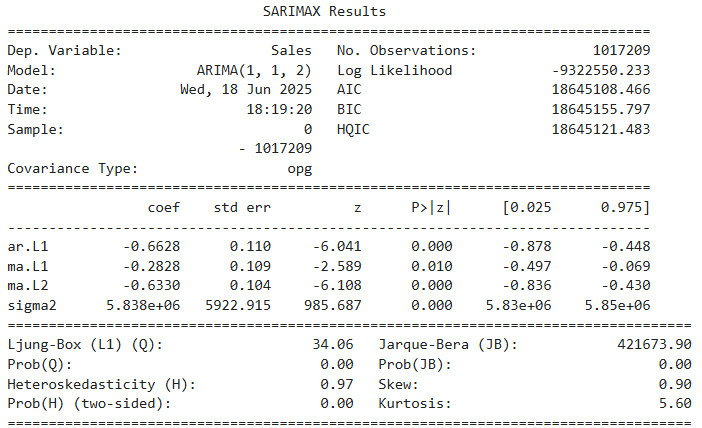 SARIMAX Results
==============================================================================
Dep. Variable:                  Sales   No. Observations:              1017209
Model:                 ARIMA(1, 1, 2)   Log Likelihood            -9322550.233
Date:                Wed, 18 Jun 2025   AIC                       18645108.466
Time:                        18:19:20   BIC                       18645155.797
Sample:                             0   HQIC                      18645121.483
- 1017209
Covariance Type:                  opg
==============================================================================
coef    std err          z      P>|z|      [0.025      0.975]
------------------------------------------------------------------------------
ar.L1         -0.6628      0.110     -6.041      0.000      -0.878      -0.448
ma.L1         -0.2828      0.109     -2.589      0.010      -0.497      -0.069
ma.L2         -0.6330      0.104     -6.108      0.000      -0.836      -0.430
sigma2      5.838e+06   5922.915    985.687      0.000    5.83e+06    5.85e+06
===================================================================================
Ljung-Box (L1) (Q):                  34.06   Jarque-Bera (JB):            421673.90
Prob(Q):                              0.00   Prob(JB):                         0.00
Heteroskedasticity (H):               0.97   Skew:                             0.90
Prob(H) (two-sided):                  0.00   Kurtosis:                         5.60
===================================================================================